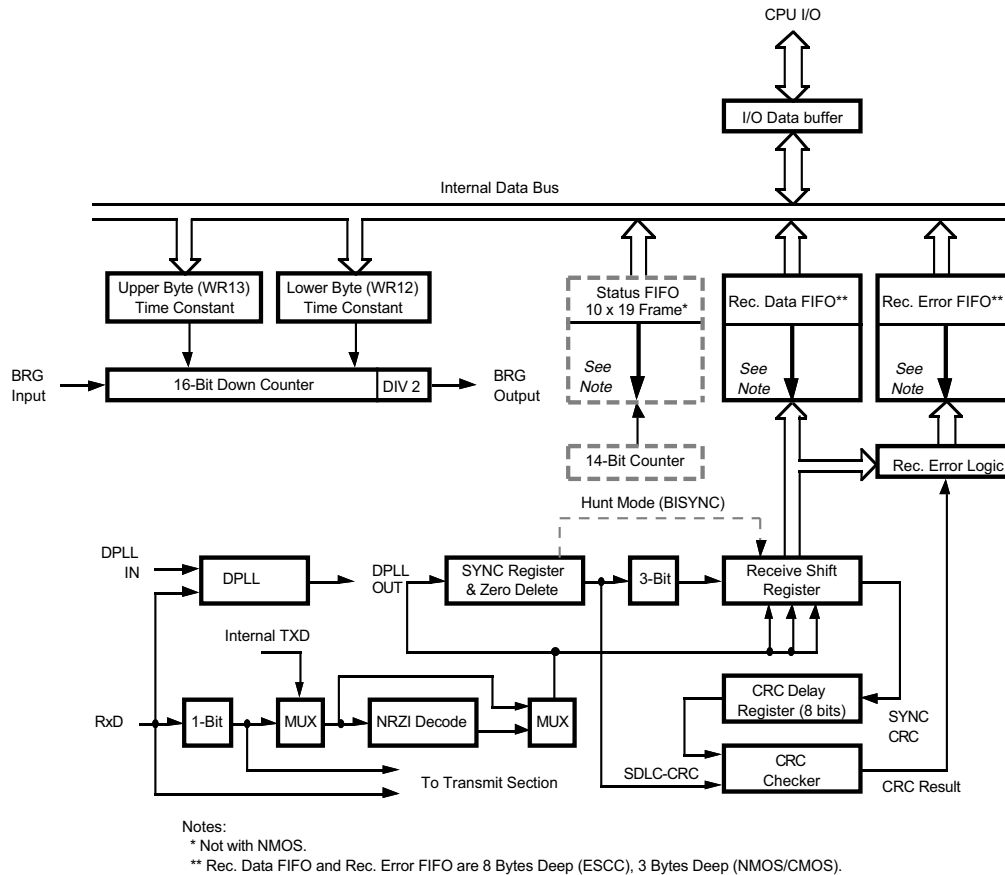 CPU I/O
I/O Data buffer
Internal Data Bus
Upper Byte (WR13)
Time Constant
Lower Byte (WR12)
Time Constant
Status FIFO
10 x 19 Frame*
Rec. Data FIFO**
Rec. Error FIFO**
See
Note
See
Note
See
Note
BRG
Input
16-Bit Down Counter
DIV 2
BRG
Output
14-Bit Counter
Rec. Error Logic
Hunt Mode (BISYNC)
DPLL
IN
DPLL
DPLL
OUT
SYNC Register
& Zero Delete
3-Bit
Receive Shift
Register
Internal TXD
RxD
1-Bit
MUX
NRZI Decode
MUX
CRC Delay
Register (8 bits)
SYNC
CRC
To Transmit Section
SDLC-CRC
CRC
Checker
CRC Result
Notes:
* Not with NMOS.
** Rec. Data FIFO and Rec. Error FIFO are 8 Bytes Deep (ESCC), 3 Bytes Deep (NMOS/CMOS).